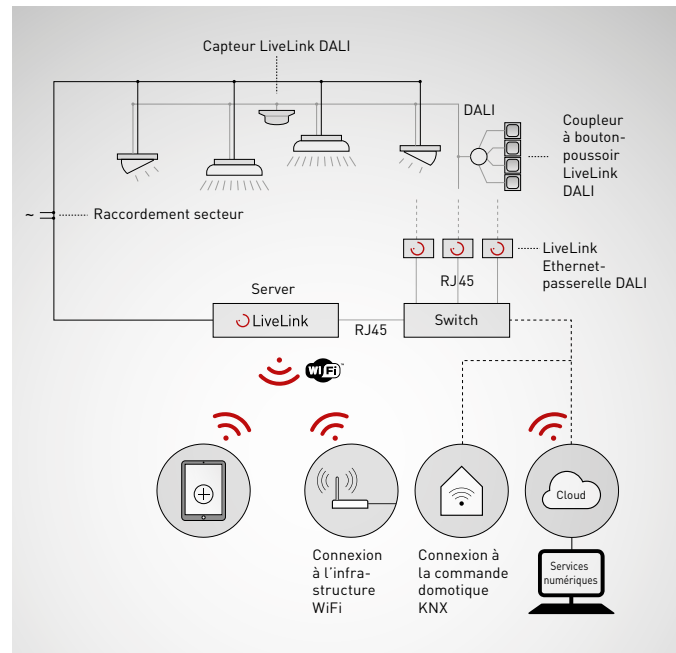 Capteur LiveLink DALI
DALI
Coupleur
à bouton-
poussoir
LiveLink
DALI
~ Raccordement secteur
LiveLink
Ethernet-
passerelle DALI
RJ45
Server
LiveLink
RJ45
Switch
WiFi
Cloud
Connexion
à l'infra-
structure
WiFi
Connexion à
la commande
domotique
KNX
Services
numériques